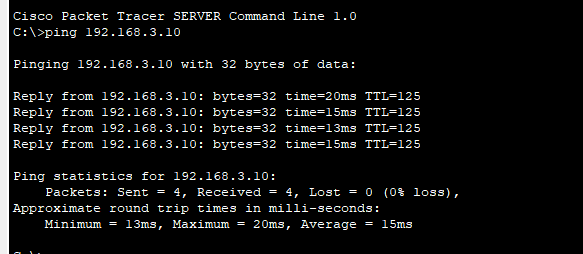 Cisco Packet Tracer SERVER Command Line 1.0
C:\>ping 192.168.3.10
Pinging 192.168.3.10 with 32 bytes of data:
Reply from 192.168.3.10: bytes=32 time=20ms TTL=125
Reply from 192.168.3.10: bytes=32 time=15ms TTL=125
Reply from 192.168.3.10: bytes=32 time=13ms TTL=125
Reply from 192.168.3.10: bytes=32 time=15ms TTL=125
Ping statistics for 192.168.3.10:
Packets: Sent = 4, Received = 4, Lost = 0 (0% loss),
Approximate round trip times in milli-seconds:
Minimum = 13ms, Maximum = 20ms, Average = 15ms